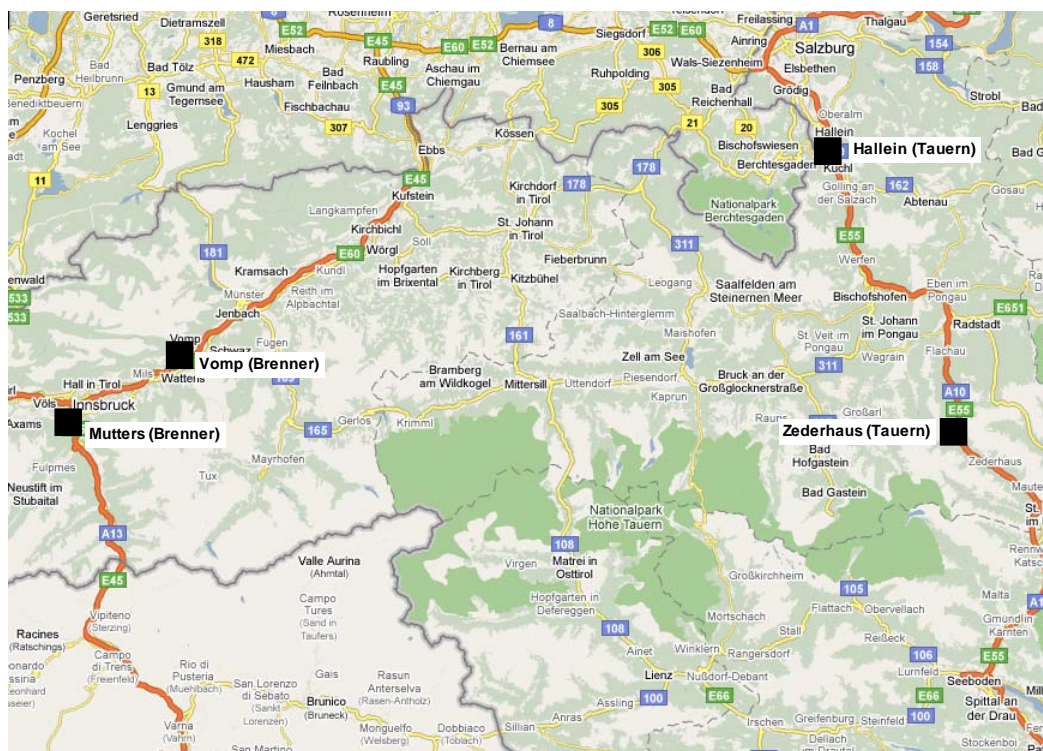 Geretsried
E52
Dietramszell
8
Rosenheim
Teisendorf
Freilassing
A1
Thalgau
318
Miesbach
E52
E45
Raubling
E60
E52
Bernau am
Chiemsee
Siegsdorf
E52
E60
Ainring
Salzburg
154
Penzberg
Bad
Heilbrunn
Bad Tölz
472
Hausham
Bad
Feilnbach
Aschau im
Chiemgau
306
Wals-Siezenheim
Elsbethen
158
13
Gmund am
Tegernsee
E45
Ruhpolding
305
Bad
Reichenhall
Grödig
Strobl
Benediktbeuern
Fischbachau
93
305
305
Oberalm
Kochel
am See
Lenggries
307
Ebbs
Kössen
21
20
Bischofswiesen
Hallein
Hallein (Tauern)
Berchtesgaden
Kuchl
11
E45
Kufstein
Kirchdorf
in Tirol
178
178
Nationalpark
Berchtesgaden
Golling an
der Salzach
162
Abtenau
Gosau
Langkampfen
Kirchbichl
St. Johann
in Tirol
311
E55
181
E60
Wörgl
Söll
Werfen
Kramsach
Kundl
Hopfgarten
im Brixental
Kirchberg
in Tirol
Kitzbühel
Fieberbrunn
Leogang
Saalfelden am
Steinernen Meer
Bischofshofen
Eben im
Pongau
533
533
Münster
Reith im
Alpbachtal
Jenbach
Saalbach-Hinterglemm
St. Johann
im Pongau
E651
Radstadt
161
Maishofen
St. Veit im
Pongau
Vomp
Schwaz
Fügen
Vomp (Brenner)
Zell am See
311
Wagrain
Flachau
Mils
Wattens
Hall in Tirol
Bramberg
am Wildkogel
Mittersill
Uttendorf
Piesendorf
Bruck an der
Großglocknerstraße
A10
Völs
Innsbruck
Kaprun
Axams
Mutters (Brenner)
165
Gerlos
Krimml
Rauris
Großarl
E55
Zederhaus (Tauern)
Fulpmes
Mayrhofen
Bad
Hofgastein
Zederhaus
Neustift im
Stubaital
Tux
Bad Gastein
A13
Nationalpark
Hohe Tauern
Valle Aurina
(Ahrntal)
108
Matrei in
Osttirol
E45
Virgen
Großkirchheim
Campo
Tures
(Sand in
Taufers)
Hopfgarten in
Defereggen
105
Malta
Vipiteno
(Sterzing)
Mörtschach
Flattach
Obervellach
Gmünd in
Kärnten
Racines
(Ratschings)
108
Stall
Reißeck
Ainet
Winklern
Rangersdorf
106
E55
Campo
di Trens
(Freienfeld)
Rio di
Pusteria
(Muehlbach)
Gais
Rasun
Anterselva
(Rasen-Antholz)
Lienz
Nußdorf-Debant
Lurnfeld
Seeboden
San Lorenzo
di Sebato
(Sankt
Lorenzen)
Brunico
(Bruneck)
Assling
100
E66
E66
Spittal an
der Drau
Varna
(Vahrn)
Monguelfo
(Welsberg)
Dobbiaco
(Toblach)
Sillian
Anras
Irschen
Greifenburg
Steinfeld
100
San Martino
Dellach im
Stockenboi